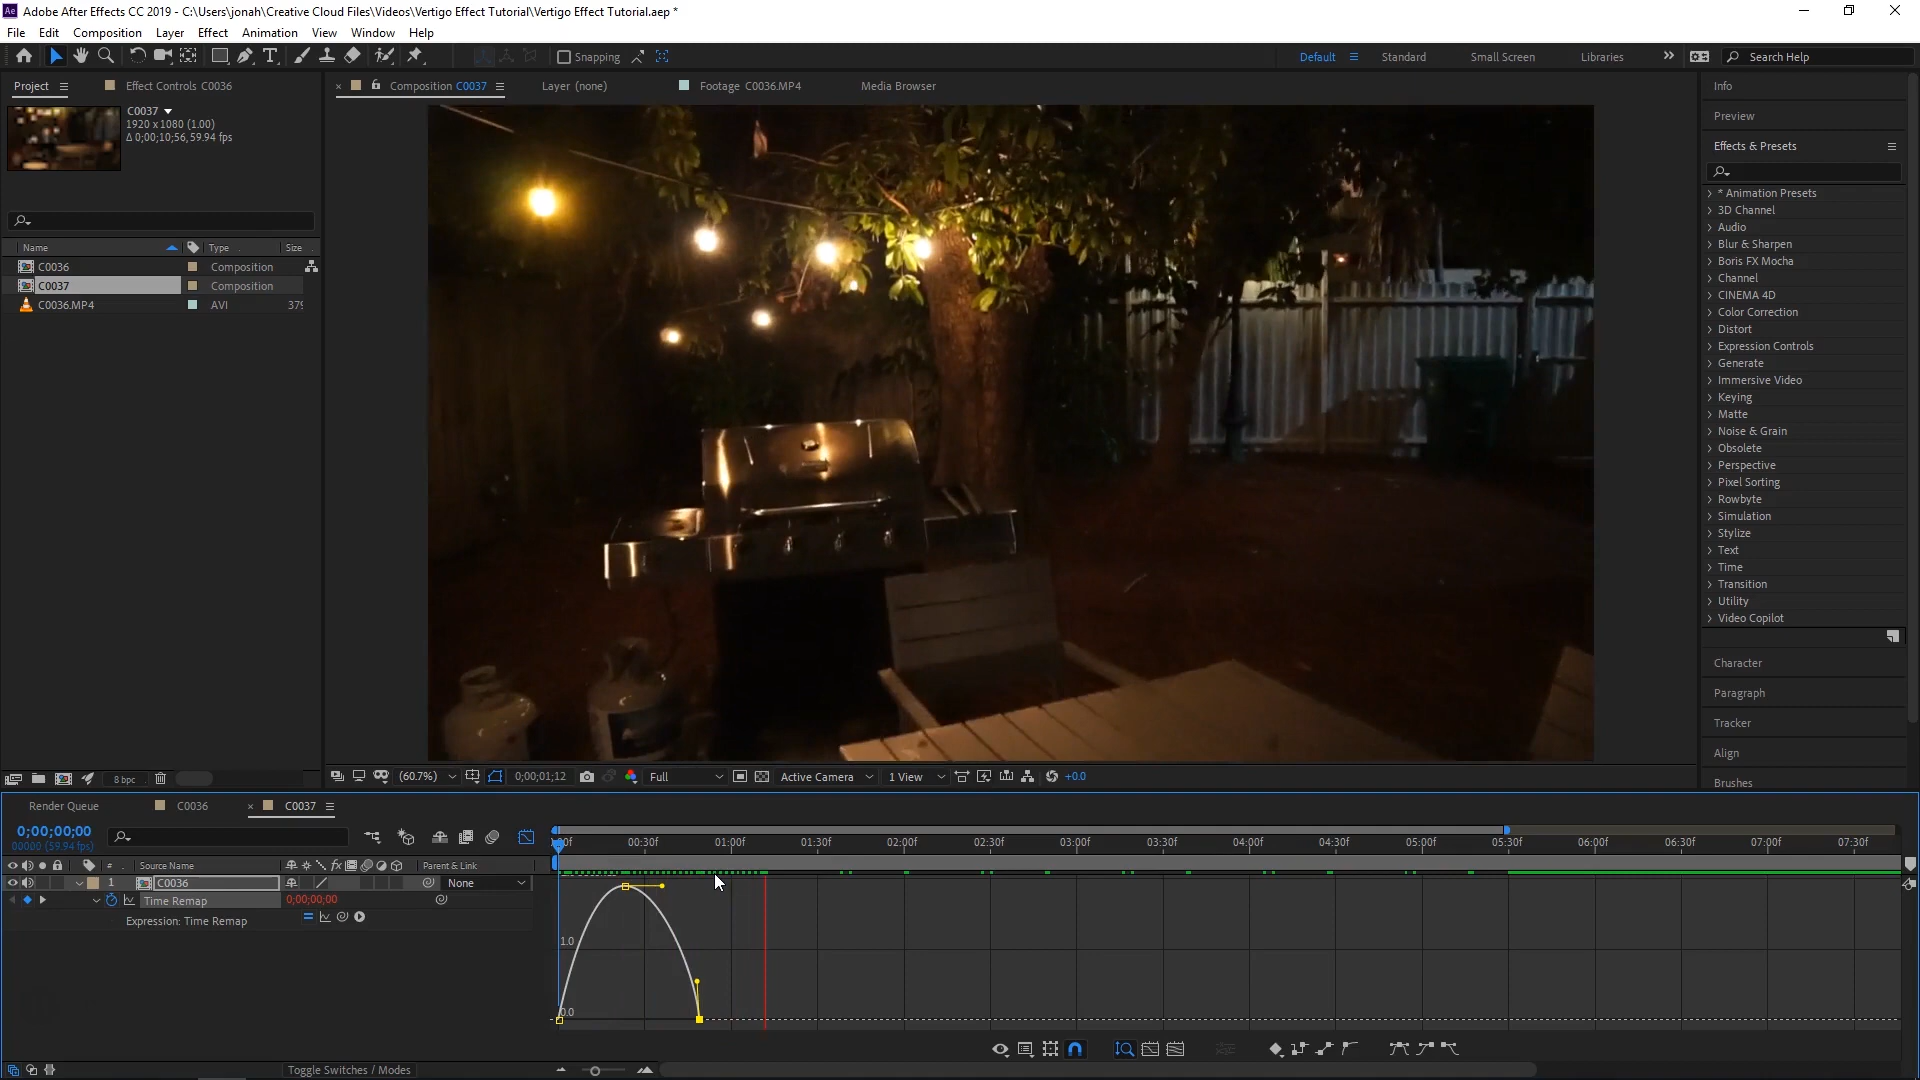 Ae Adobe After Effects CC 2019 - C:\Users\jonah\Creative Cloud Files\Videos\Vertigo Effect Tutorial\Vertigo Effect Tutorial.aep *
File Edit Composition Layer Effect Animation View Window Help
Snapping Default Standard Small Screen Libraries Search Help
Project Effect Controls C0036
Composition C0037 Layer (none) Footage C0036.MP4 Media Browser
C0037
1920 x 1080 (1.00)
Δ 0;00;10;56, 59.94 fps
Name Type Size
C0036 Composition
C0037 Composition
C0036.MP4 AVI 379
8 bpc
(60.7%) 0;00;01;12 Full Active Camera 1 View +0.0
Info
Preview
Effects & Presets
* Animation Presets
3D Channel
Audio
Blur & Sharpen
Boris FX Mocha
Channel
CINEMA 4D
Color Correction
Distort
Expression Controls
Generate
Immersive Video
Keying
Matte
Noise & Grain
Obsolete
Perspective
Pixel Sorting
Rowbyte
Simulation
Stylize
Text
Time
Transition
Utility
Video Copilot
Character
Paragraph
Tracker
Align
Brushes
Render Queue C0036 C0037
0;00;00;00
00000 (59.94 fps)
# Source Name fx Parent & Link
1 C0036 None
Time Remap 0;00;00;00
Expression: Time Remap
00:30f 01:00f 01:30f 02:00f 02:30f 03:00f 03:30f 04:00f 04:30f 05:00f 05:30f 06:00f 06:30f 07:00f 07:30f
1.0
0.0
Toggle Switches / Modes